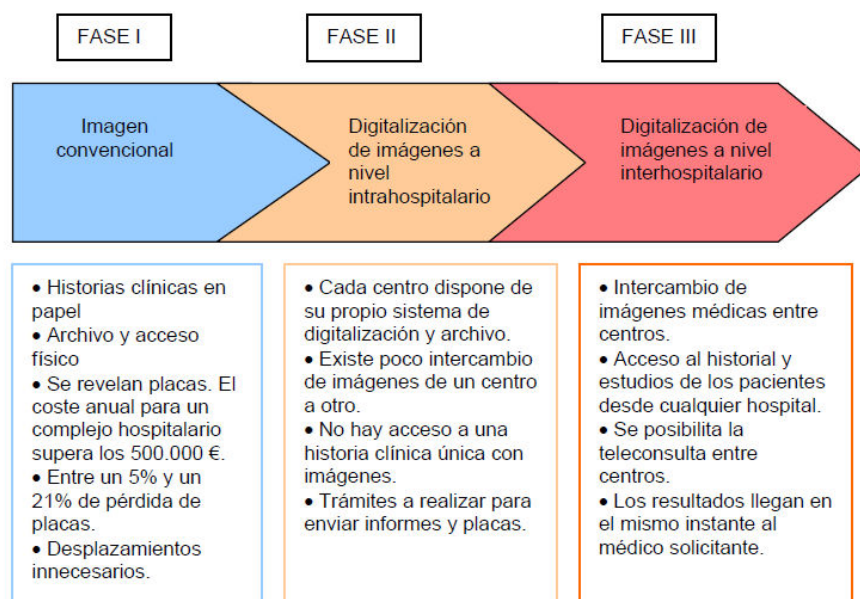 FASE I
FASE II
FASE III
Imagen
convencional
Digitalización
de imágenes a
nivel
intrahospitalario
Digitalización de
imágenes a nivel
interhospitalario
• Historias clínicas en
papel
• Archivo y acceso
físico
• Se revelan placas. El
coste anual para un
complejo hospitalario
supera los 500.000 €.
• Entre un 5% y un
21% de pérdida de
placas.
• Desplazamientos
innecesarios.
• Cada centro dispone de
su propio sistema de
digitalización y archivo.
• Existe poco intercambio
de imágenes de un centro
a otro.
• No hay acceso a una
historia clínica única con
imágenes.
• Trámites a realizar para
enviar informes y placas.
• Intercambio de
imágenes médicas entre
centros.
• Acceso al historial y
estudios de los pacientes
desde cualquier hospital.
• Se posibilita la
teleconsulta entre
centros.
• Los resultados llegan en
el mismo instante al
médico solicitante.